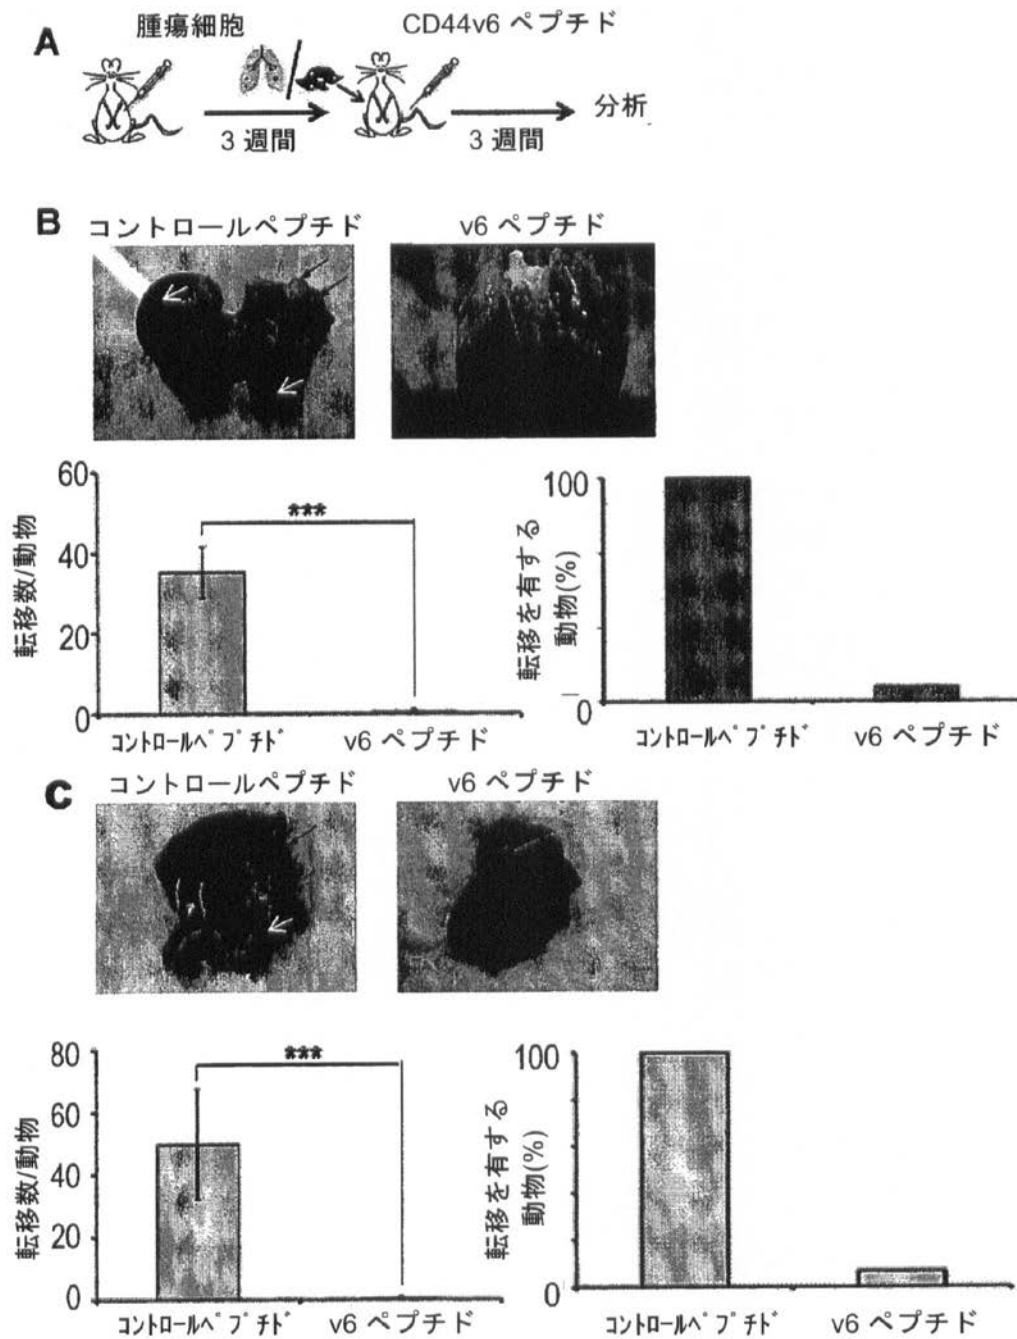 A
腫瘍細胞 CD44v6 ペプチド
3 週間
3 週間
分析
B
コントロールペプチド v6 ペプチド
転移数/動物
60
40
20
0
***
コントロールペプチド v6 ペプチド
転移を有する
動物(%)
100
0
コントロールペプチド v6 ペプチド
C
コントロールペプチド v6 ペプチド
転移数/動物
80
60
40
20
0
***
コントロールペプチド v6 ペプチド
転移を有する
動物(%)
100
0
コントロールペプチド v6 ペプチド